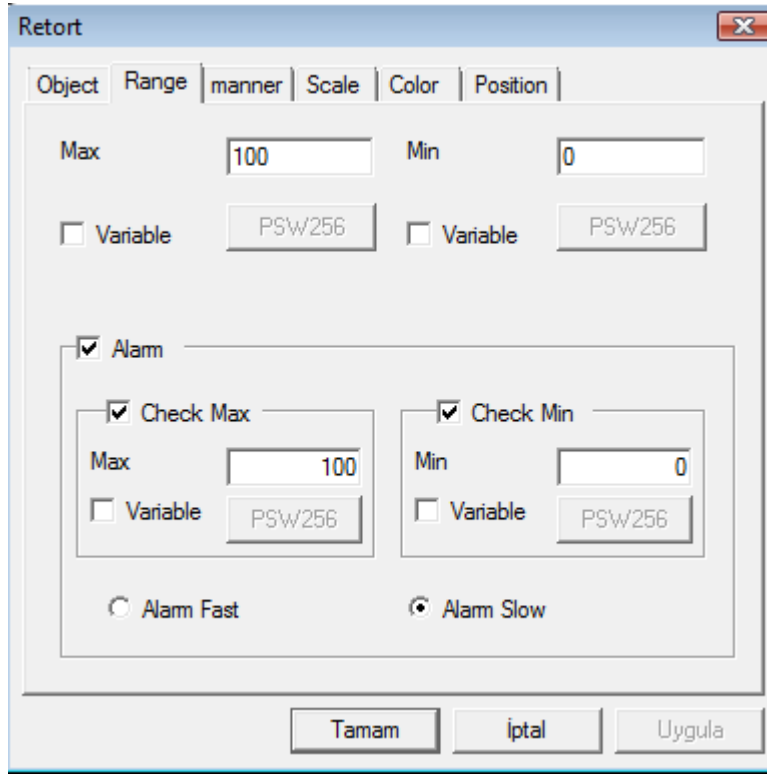 Retort
Object Range manner Scale Color Position
Max 100 Min 0
Variable PSW256 Variable PSW256
Alarm
Check Max Check Min
Max 100 Min 0
Variable PSW256 Variable PSW256
Alarm Fast Alarm Slow
Tamam İptal Uygula